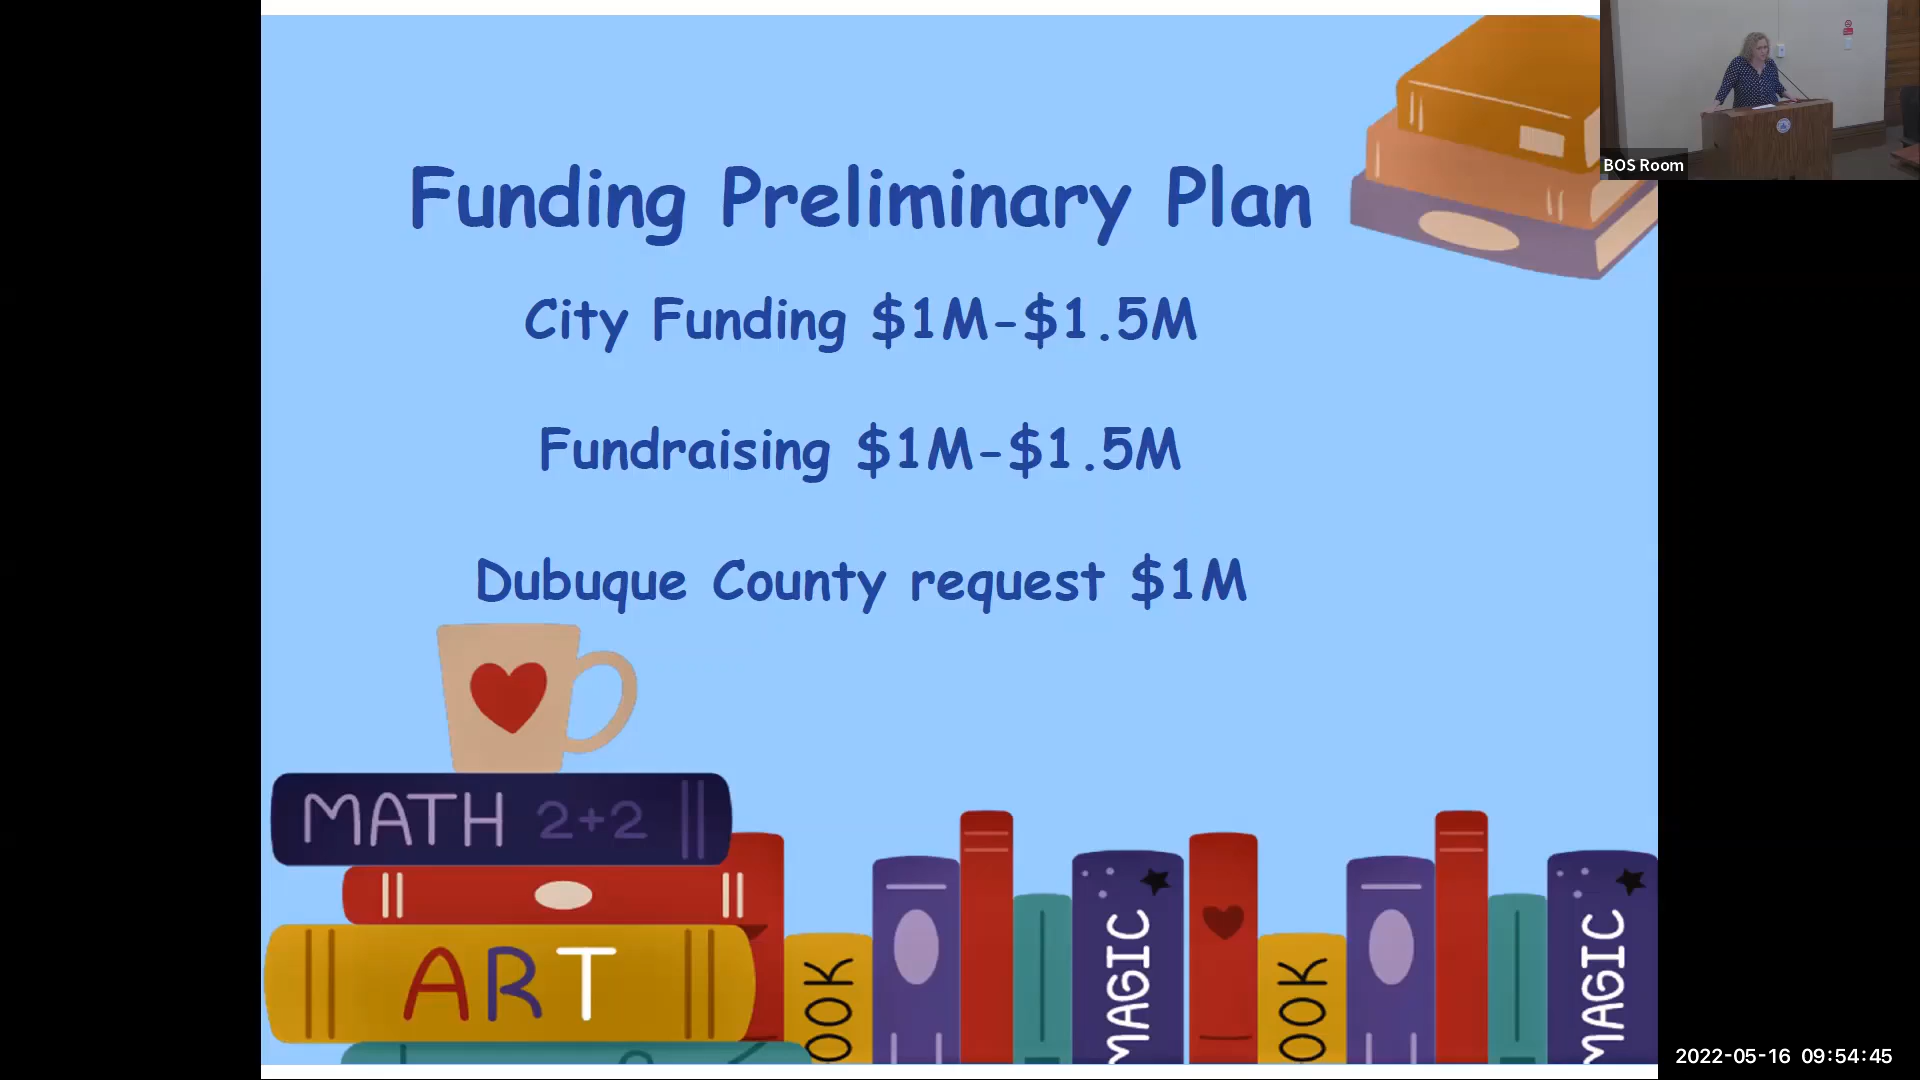 Funding Preliminary Plan
City Funding $1M-$1.5M
Fundraising $1M-$1.5M
Dubuque County request $1M
BOS Room
MATH 2+2
ART
OOK
MAGIC
OOK
MAGIC
2022-05-16 09:54:45